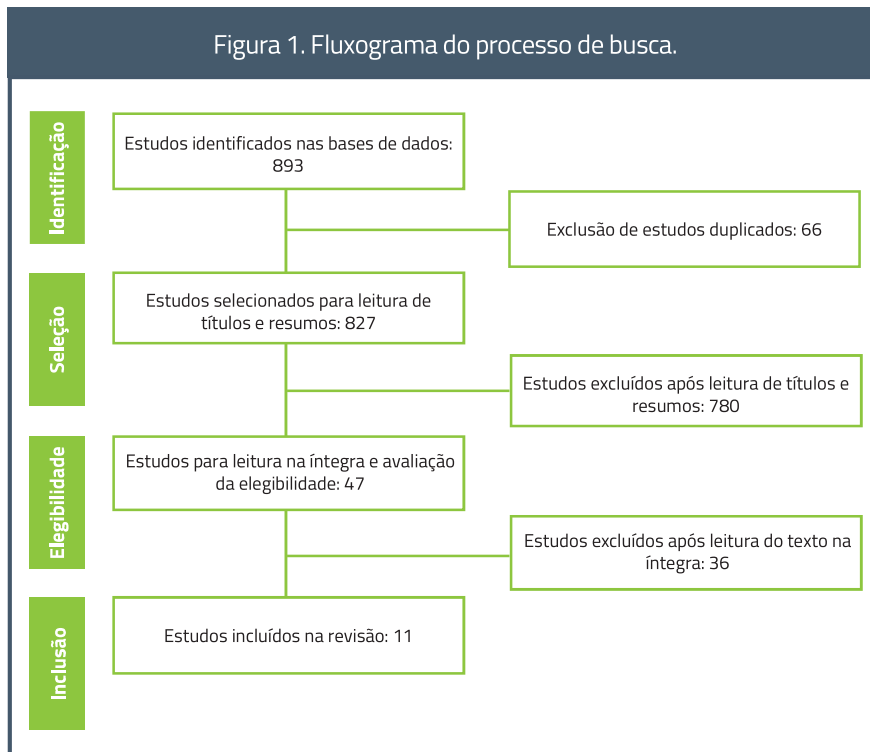 Figura 1. Fluxograma do processo de busca.
Identificação
Estudos identificados nas bases de dados:
893
Exclusão de estudos duplicados: 66
Seleção
Estudos selecionados para leitura de
títulos e resumos: 827
Estudos excluídos após leitura de títulos e
resumos: 780
Elegibilidade
Estudos para leitura na íntegra e avaliação
da elegibilidade: 47
Estudos excluídos após leitura do texto na
íntegra: 36
Inclusão
Estudos incluídos na revisão: 11